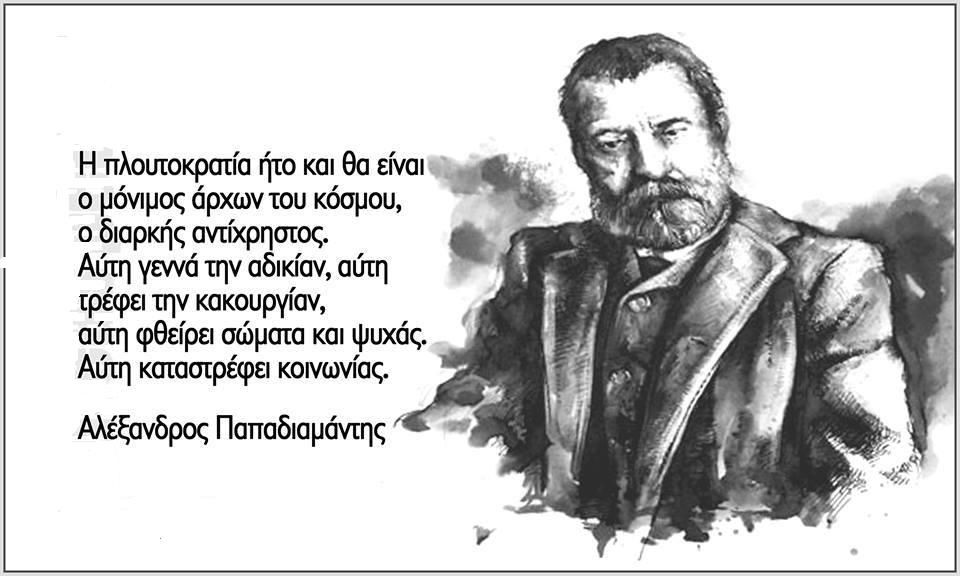 Η πλουτοκρατία ήτο και θα είναι
ο μόνιμος άρχων του κόσμου,
ο διαρκής αντίχρηστος.
Αύτη γεννά την αδικίαν, αύτη
τρέφει την κακουργίαν,
αύτη φθείρει σώματα και ψυχάς.
Αύτη καταστρέφει κοινωνίας.
Αλέξανδρος Παπαδιαμάντης